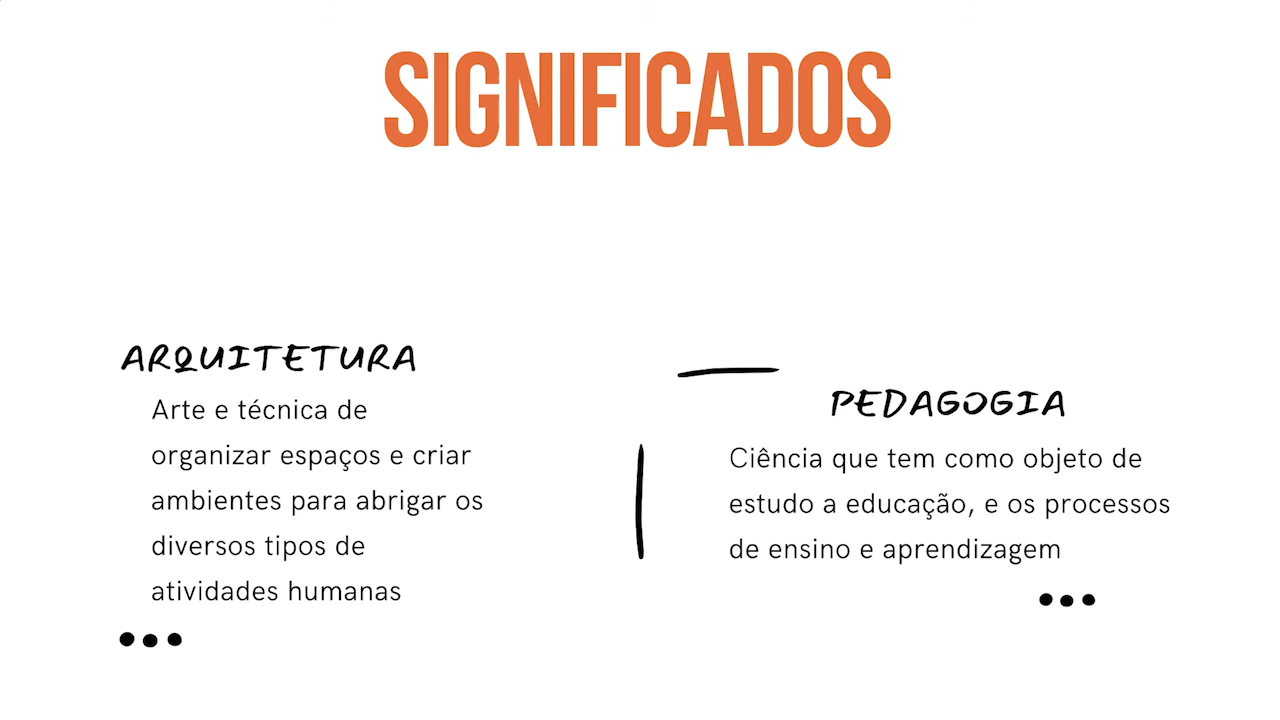 SIGNIFICADOS
ARQUITETURA
Arte e técnica de
organizar espaços e criar
ambientes para abrigar os
diversos tipos de
atividades humanas
PEDAGOGIA
Ciência que tem como objeto de
estudo a educação, e os processos
de ensino e aprendizagem